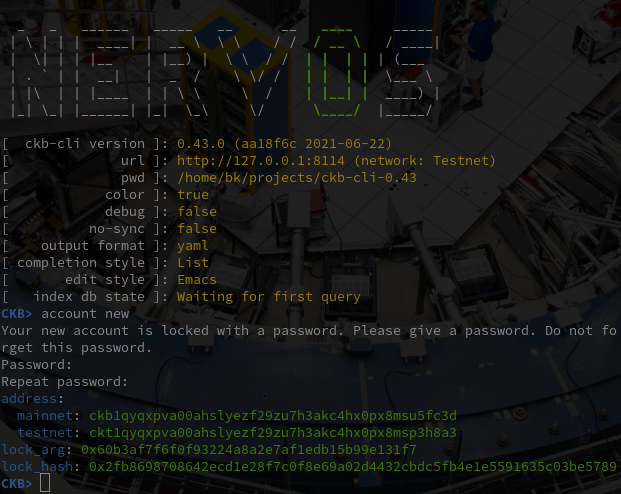 NERVOS
[  ckb-cli version ]: 0.43.0 (aa18f6c 2021-06-22)
[              url ]: http://127.0.0.1:8114 (network: Testnet)
[              pwd ]: /home/bk/projects/ckb-cli-0.43
[            color ]: true
[            debug ]: false
[          no-sync ]: false
[    output format ]: yaml
[ completion style ]: List
[       edit style ]: Emacs
[   index db state ]: Waiting for first query
CKB> account new
Your new account is locked with a password. Please give a password. Do not fo
rget this password.
Password:
Repeat password:
address:
  mainnet: ckb1qyqxpva00ahslyezf29zu7h3akc4hx0px8msu5fc3d
  testnet: ckt1qyqxpva00ahslyezf29zu7h3akc4hx0px8msp3h8a3
lock_arg: 0x60b3af7f6f0f93224a8a2e7af1edb15b99e131f7
lock_hash: 0x2fb8698708642ecd1e28f7c0f8e69a02d4432cbdc5fb4e1e5591635c03be5789
CKB>